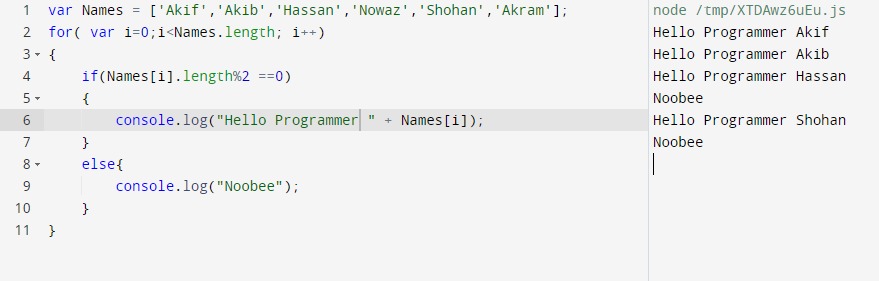 1 var Names = ['Akif','Akib','Hassan','Nowaz','Shohan','Akram'];
2 for( var i=0;i<Names.length; i++)
3 {
4     if(Names[i].length%2 ==0)
5     {
6         console.log("Hello Programmer " + Names[i]);
7     }
8     else{
9         console.log("Noobee");
10     }
11 }
node /tmp/XTDAwz6uEu.js
Hello Programmer Akif
Hello Programmer Akib
Hello Programmer Hassan
Noobee
Hello Programmer Shohan
Noobee